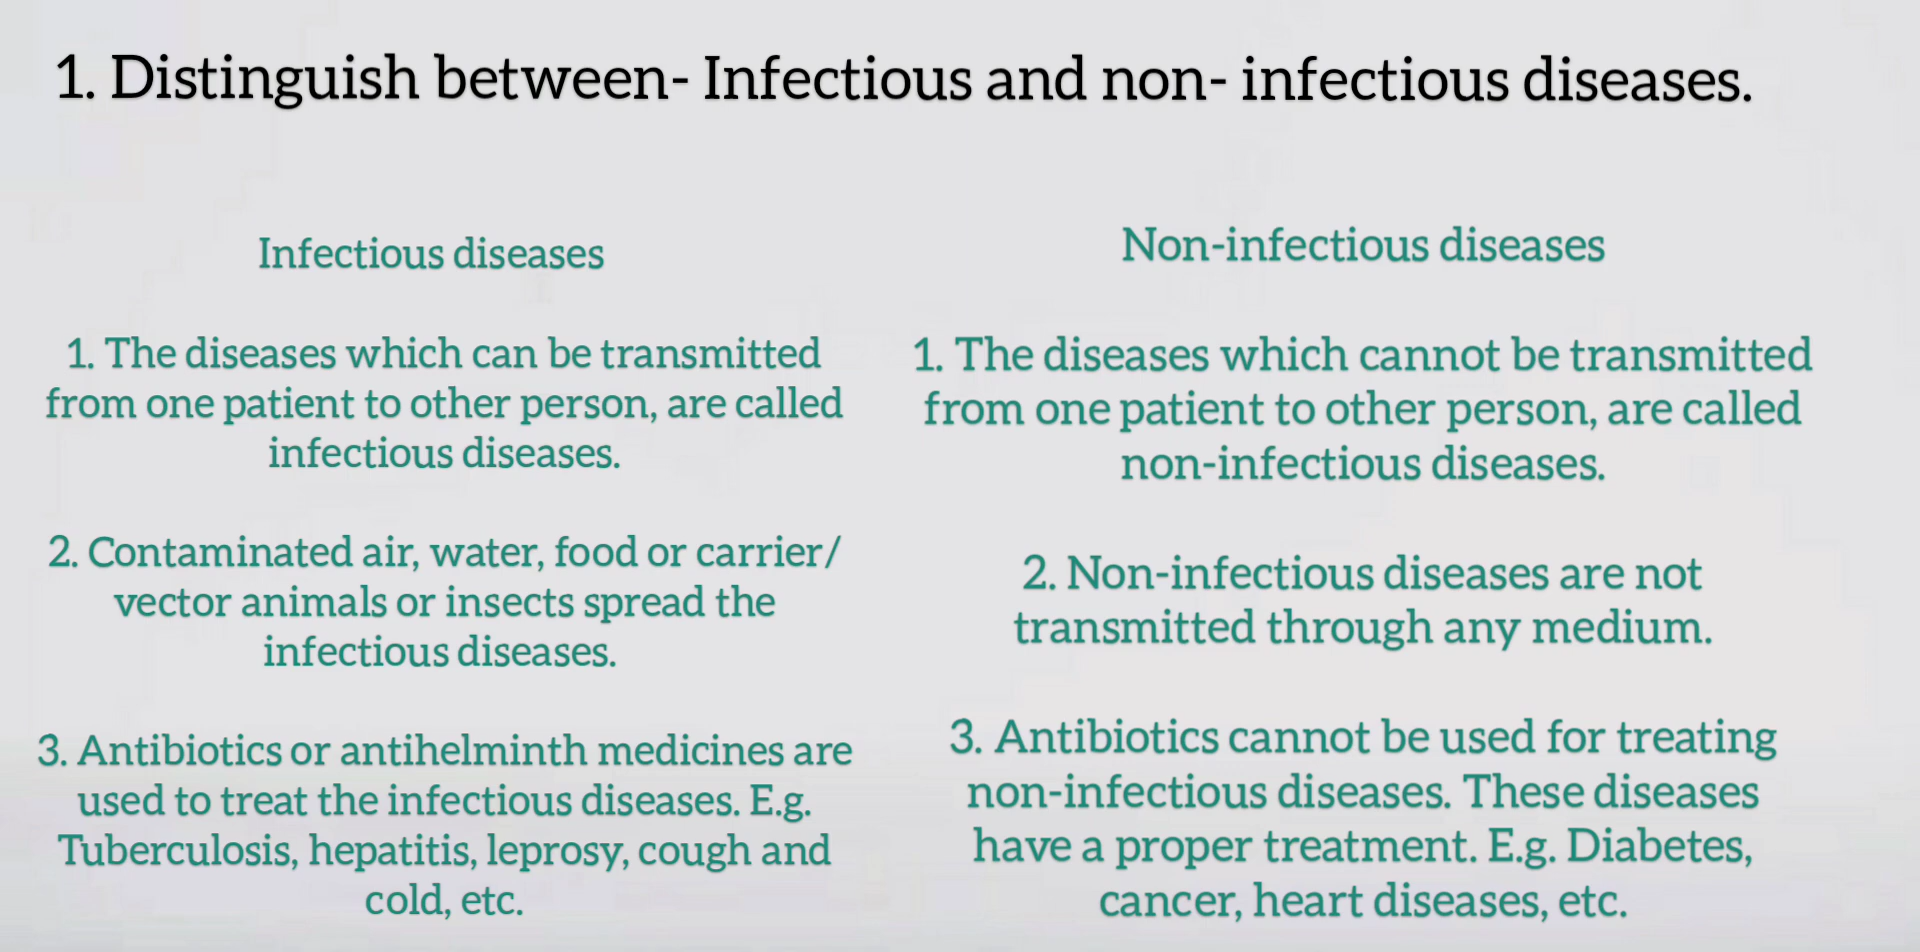 1. Distinguish between- Infectious and non- infectious diseases.
Infectious diseases
1. The diseases which can be transmitted
from one patient to other person, are called
infectious diseases.
2. Contaminated air, water, food or carrier/
vector animals or insects spread the
infectious diseases.
3. Antibiotics or antihelminth medicines are
used to treat the infectious diseases. E.g.
Tuberculosis, hepatitis, leprosy, cough and
cold, etc.
Non-infectious diseases
1. The diseases which cannot be transmitted
from one patient to other person, are called
non-infectious diseases.
2. Non-infectious diseases are not
transmitted through any medium.
3. Antibiotics cannot be used for treating
non-infectious diseases. These diseases
have a proper treatment. E.g. Diabetes,
cancer, heart diseases, etc.